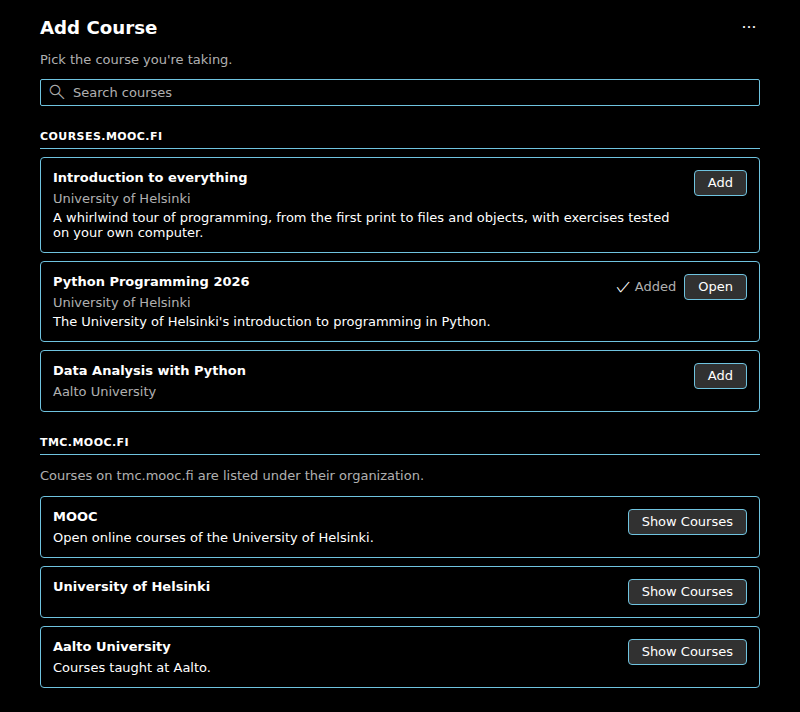 Add Course
...
Pick the course you're taking.
Search courses
COURSES.MOOC.FI
Introduction to everything
Add
University of Helsinki
A whirlwind tour of programming, from the first print to files and objects, with exercises tested
on your own computer.
Python Programming 2026
Added
Open
University of Helsinki
The University of Helsinki's introduction to programming in Python.
Data Analysis with Python
Add
Aalto University
TMC.MOOC.FI
Courses on tmc.mooc.fi are listed under their organization.
MOOC
Show Courses
Open online courses of the University of Helsinki.
University of Helsinki
Show Courses
Aalto University
Show Courses
Courses taught at Aalto.